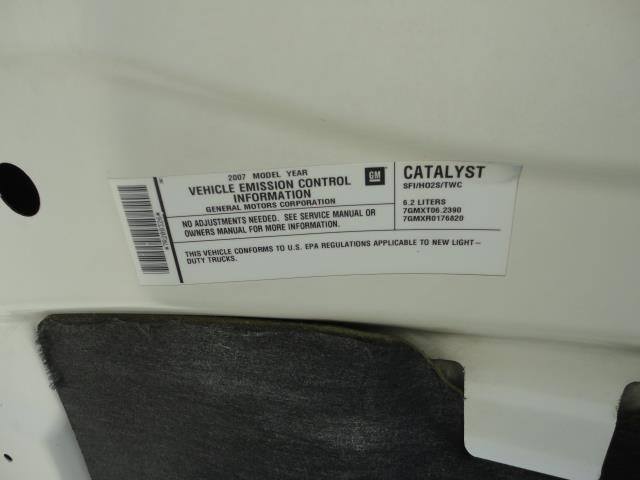 2007 MODEL YEAR
VEHICLE EMISSION CONTROL
INFORMATION
GENERAL MOTORS CORPORATION
GM
NO ADJUSTMENTS NEEDED. SEE SERVICE MANUAL OR
OWNERS MANUAL FOR MORE INFORMATION.
THIS VEHICLE CONFORMS TO U.S. EPA REGULATIONS APPLICABLE TO NEW LIGHT-
DUTY TRUCKS.
CATALYST
SFI/HO2S/TWC
6.2 LITERS
7GMXT06.2390
7GMXR0176820